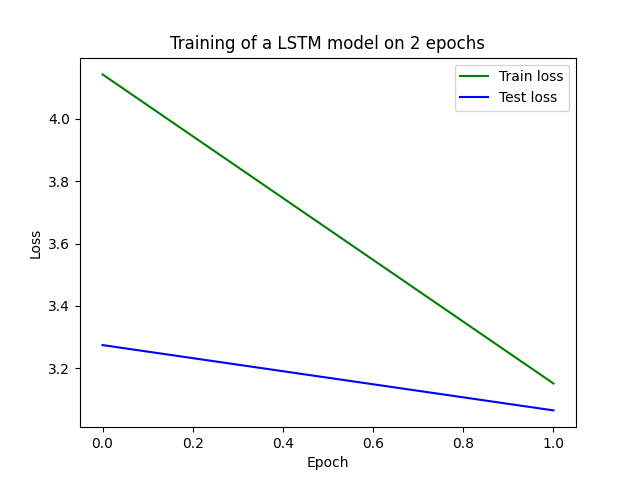 Training of a LSTM model on 2 epochs
Train loss
Test loss
4.0
3.8
3.6
3.4
3.2
Loss
0.0 0.2 0.4 0.6 0.8 1.0
Epoch